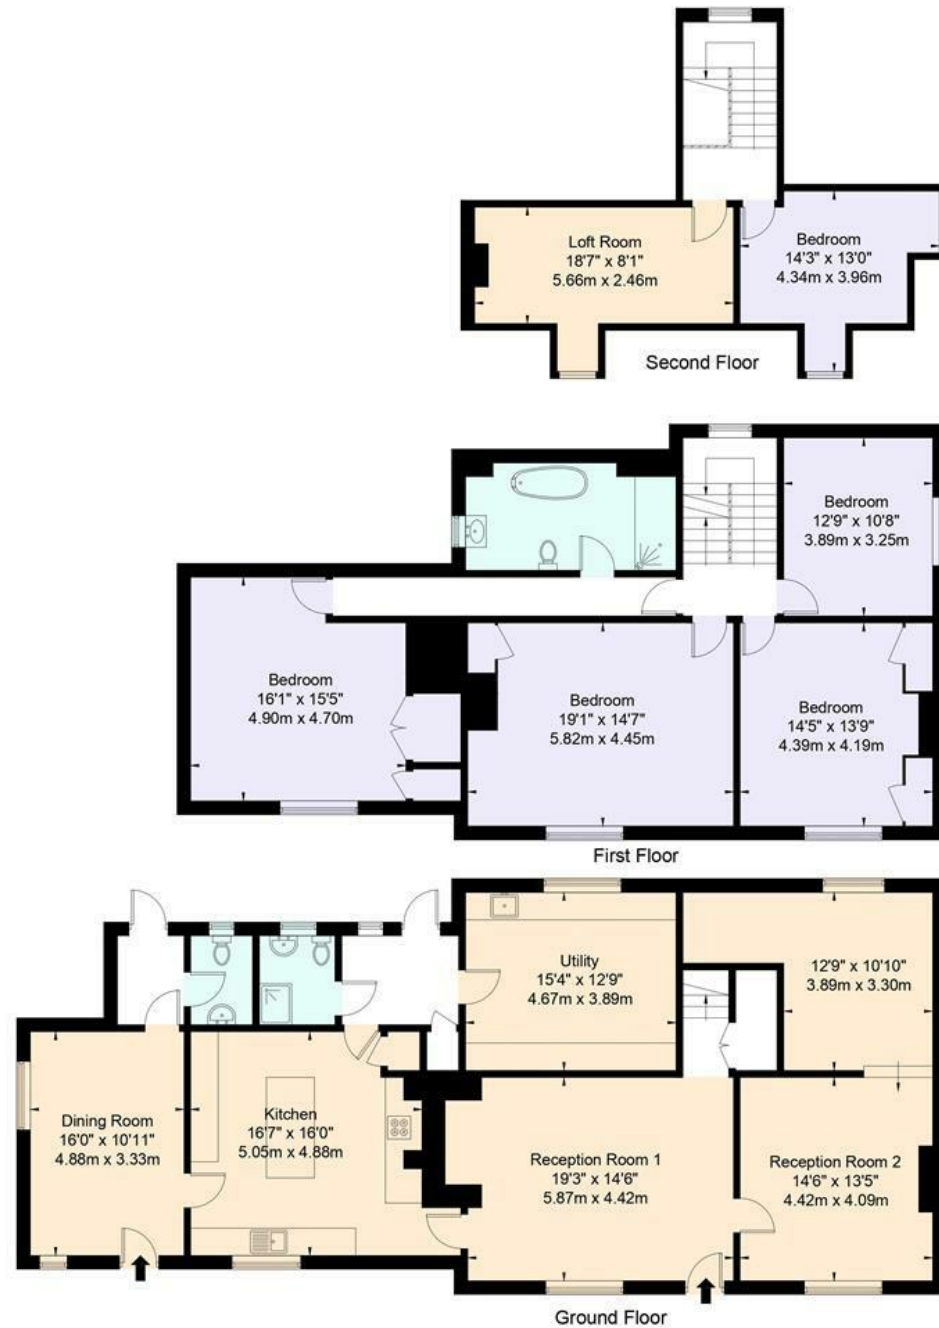 Loft Room
18'7" x 8'1"
5.66m x 2.46m
Bedroom
14'3" x 13'0"
4.34m x 3.96m
Second Floor
Bedroom
12'9" x 10'8"
3.89m x 3.25m
Bedroom
16'1" x 15'5"
4.90m x 4.70m
Bedroom
19'1" x 14'7"
5.82m x 4.45m
Bedroom
14'5" x 13'9"
4.39m x 4.19m
First Floor
Utility
15'4" x 12'9"
4.67m x 3.89m
12'9" x 10'10"
3.89m x 3.30m
Dining Room
16'0" x 10'11"
4.88m x 3.33m
Kitchen
16'7" x 16'0"
5.05m x 4.88m
Reception Room 1
19'3" x 14'6"
5.87m x 4.42m
Reception Room 2
14'6" x 13'5"
4.42m x 4.09m
Ground Floor